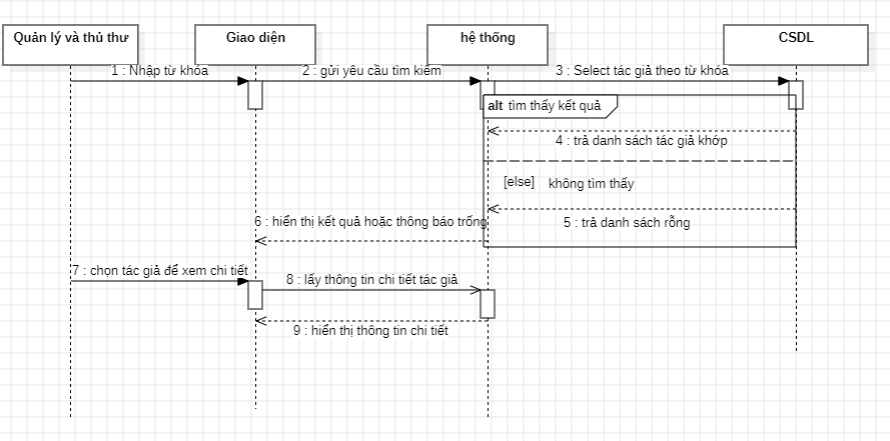 Quản lý và thủ thư
Giao diện
hệ thống
CSDL
1 : Nhập từ khóa
2 : gửi yêu cầu tìm kiếm
3 : Select tác giả theo từ khóa
alt tìm thấy kết quả
4 : trả danh sách tác giả khớp
[else] không tìm thấy
6 : hiển thị kết quả hoặc thông báo trống
5 : trả danh sách rỗng
7 : chọn tác giả để xem chi tiết
8 : lấy thông tin chi tiết tác giả
9 : hiển thị thông tin chi tiết